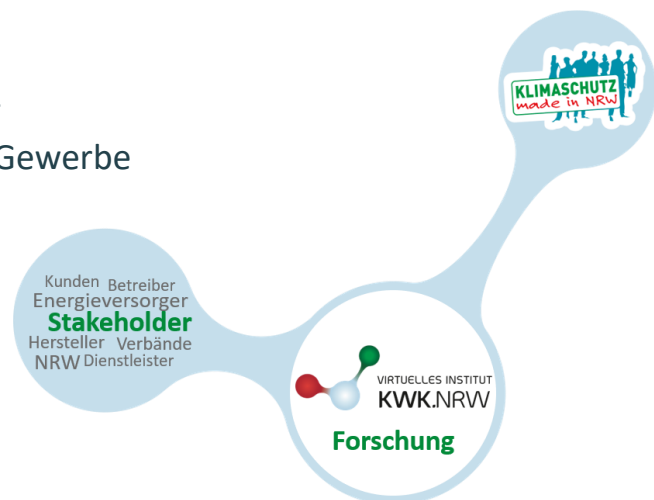 KLIMASCHUTZ
made in NRW
Gewerbe
Kunden Betreiber
Energieversorger
Stakeholder
Hersteller Verbände
NRW Dienstleister
VIRTUELLES INSTITUT
KWK.NRW
Forschung